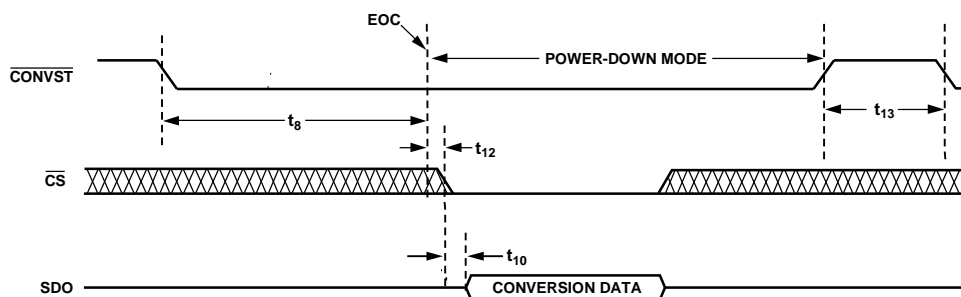 EOC
POWER-DOWN MODE
CONVST
t8
t13
t12
CS
t10
SDO
CONVERSION DATA